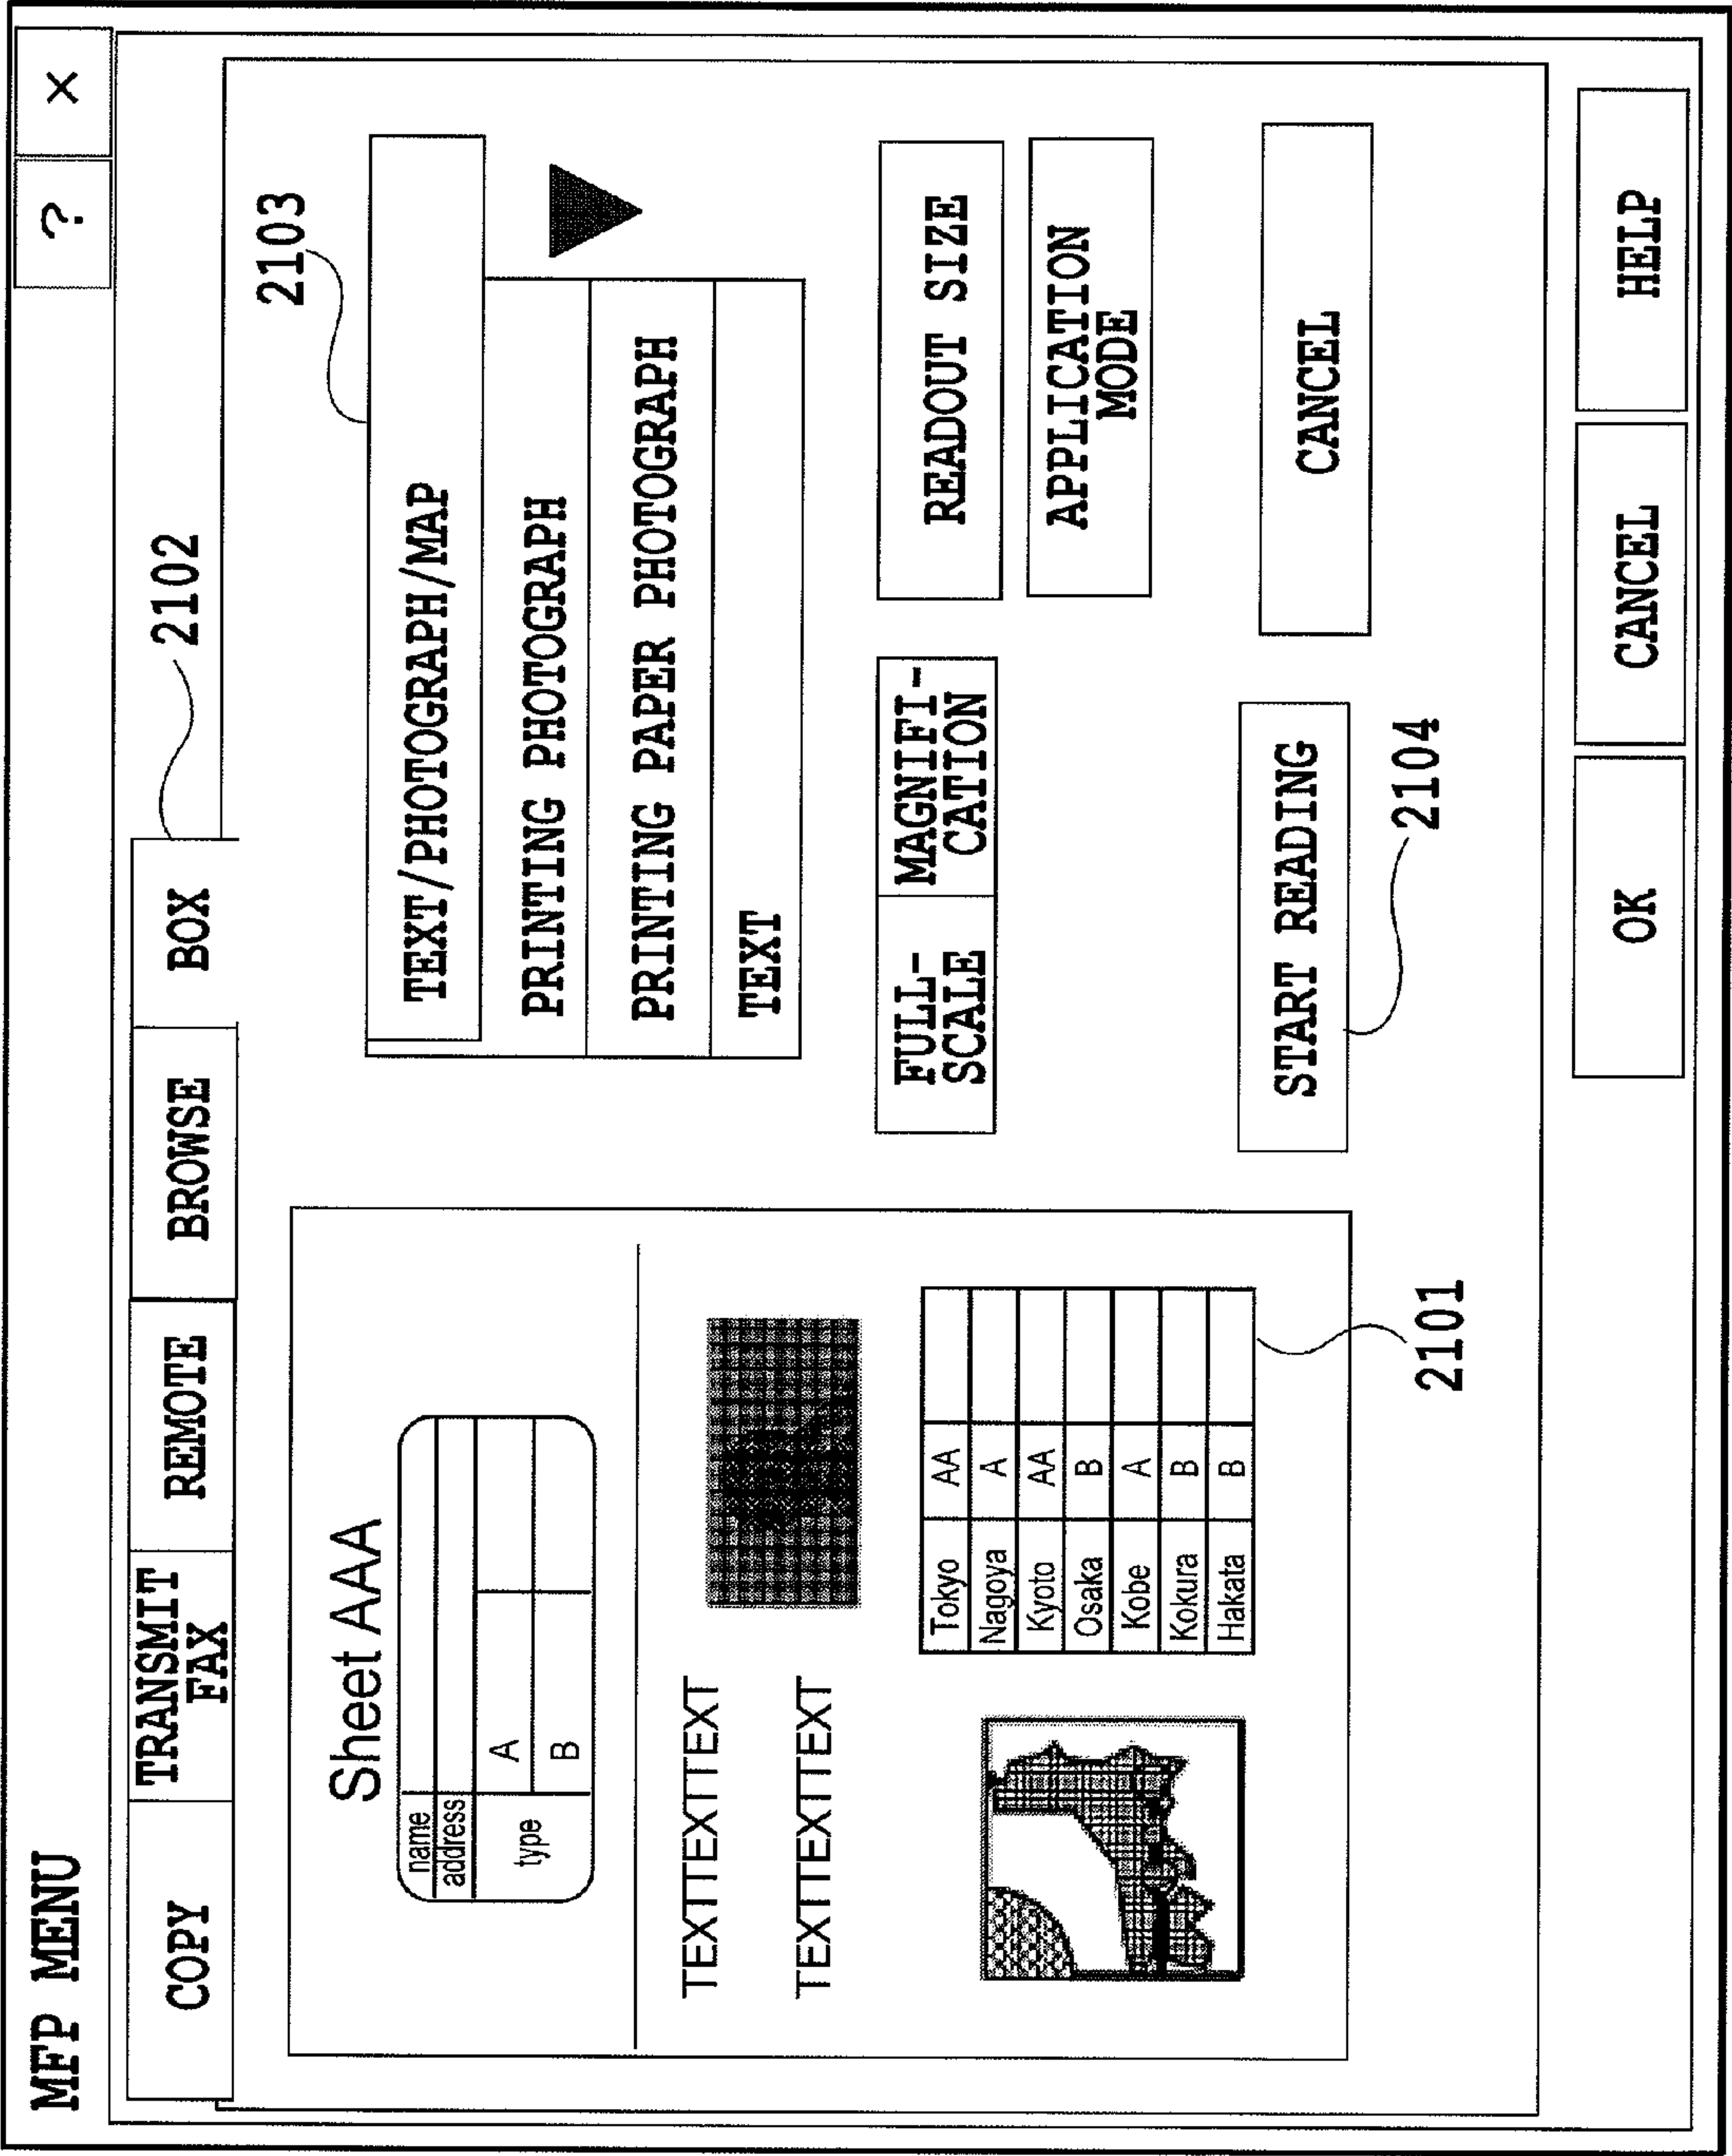 MFP MENU
? ×
COPY
TRANSMIT
FAX
REMOTE
BROWSE
BOX
2102
Sheet AAA
name
address
type
A
B
TEXTTEXTTEXT
TEXTTEXTTEXT
Tokyo AA
Nagoya A
Kyoto AA
Osaka B
Kobe A
Kokura B
Hakata B
2101
2103
TEXT/PHOTOGRAPH/MAP
PRINTING PHOTOGRAPH
PRINTING PAPER PHOTOGRAPH
TEXT
FULL-
SCALE
MAGNIFI-
CATION
READOUT SIZE
APPLICATION
MODE
START READING
2104
CANCEL
OK
CANCEL
HELP